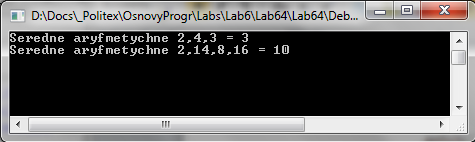 D:\Docs\_Politex\OsnovyProgr\Labs\Lab6\Lab64\Lab64\Deb...
Seredne aryfmetychne 2,4,3 = 3
Seredne aryfmetychne 2,14,8,16 = 10